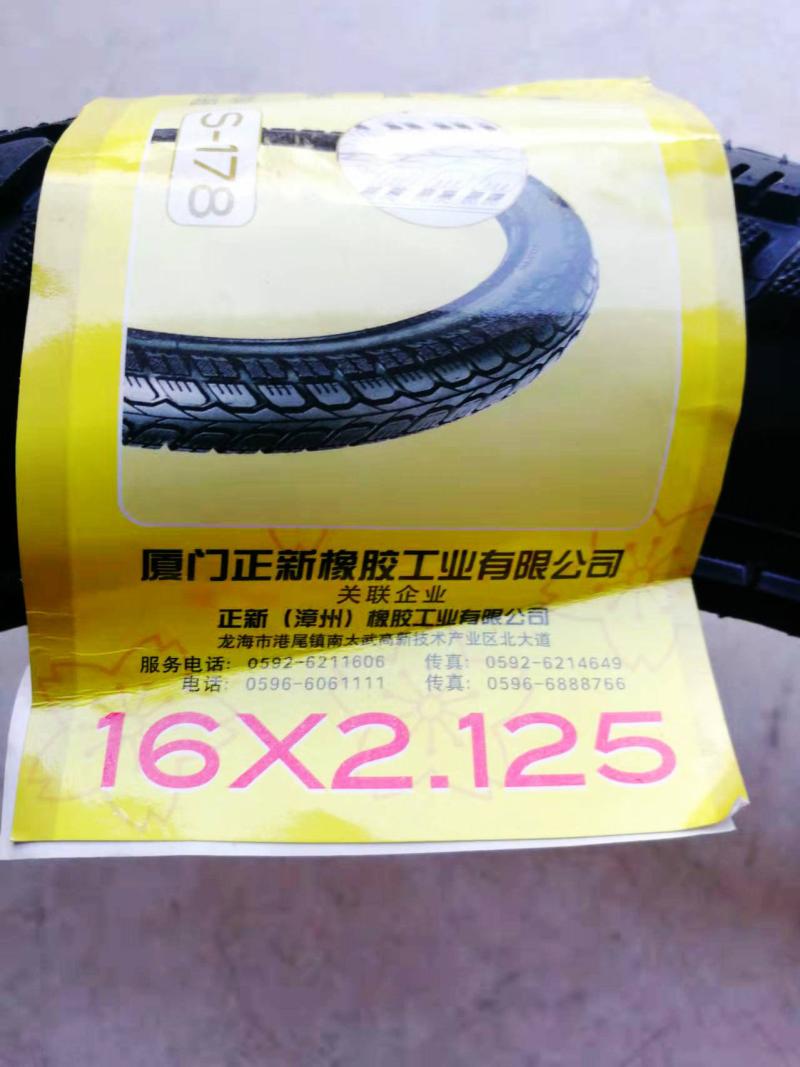 S-178
厦门正新橡胶工业有限公司
关联企业
正新（漳州）橡胶工业有限公司
龙海市港尾镇南太武高新技术产业区北大道
服务电话：0592-6211606 传真：0592-6214649
电话：0596-6061111 传真：0596-6888766
16X2.125